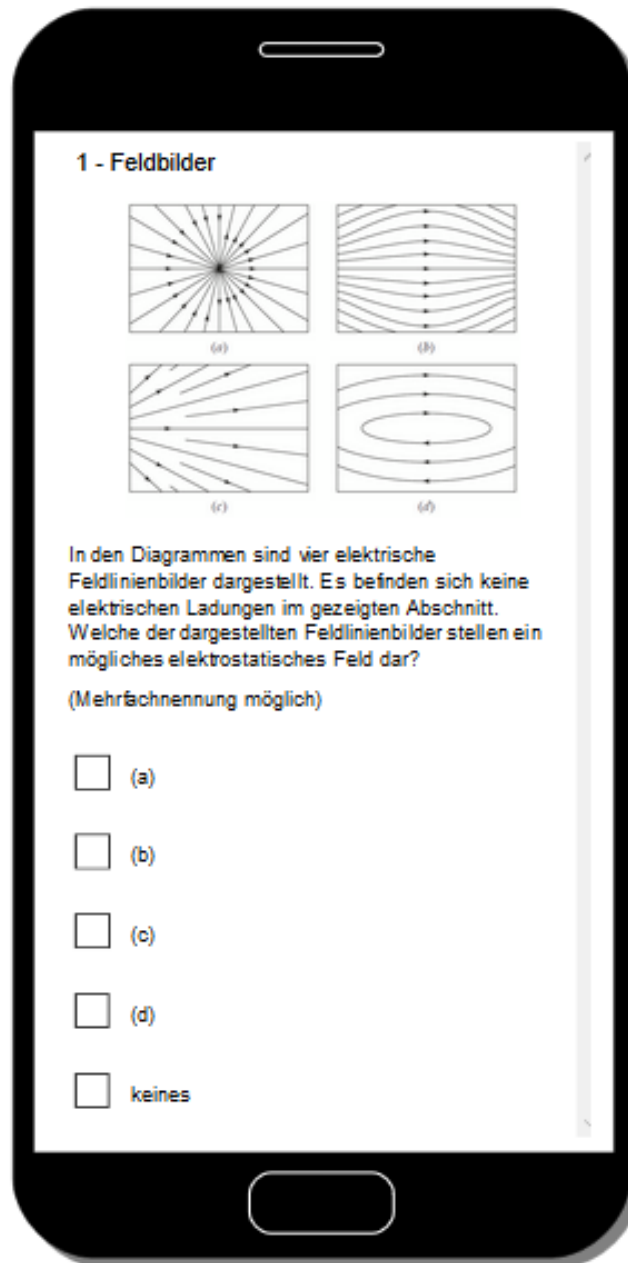 1 - Feldbilder
(a)
(b)
(c)
(d)
In den Diagrammen sind vier elektrische
Feldlinienbilder dargestellt. Es befinden sich keine
elektrischen Ladungen im gezeigten Abschnitt.
Welche der dargestellten Feldlinienbilder stellen ein
mögliches elektrostatisches Feld dar?
(Mehrfachnennung möglich)
(a)
(b)
(c)
(d)
keines